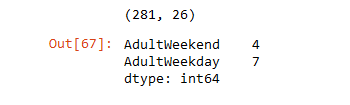 (281, 26)
Out[67]: AdultWeekend    4
AdultWeekday    7
dtype: int64